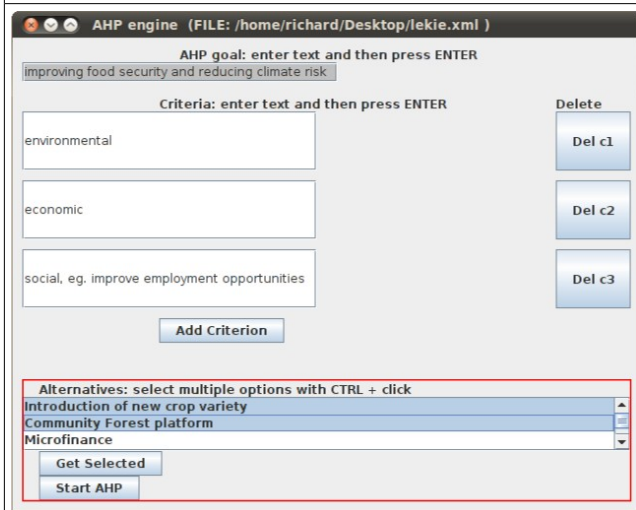 AHP engine (FILE: /home/richard/Desktop/lekie.xml )
AHP goal: enter text and then press ENTER
improving food security and reducing climate risk
Criteria: enter text and then press ENTER Delete
environmental Del c1
economic Del c2
social, eg. improve employment opportunities Del c3
Add Criterion
Alternatives: select multiple options with CTRL + click
Introduction of new crop variety
Community Forest platform
Microfinance
Get Selected
Start AHP